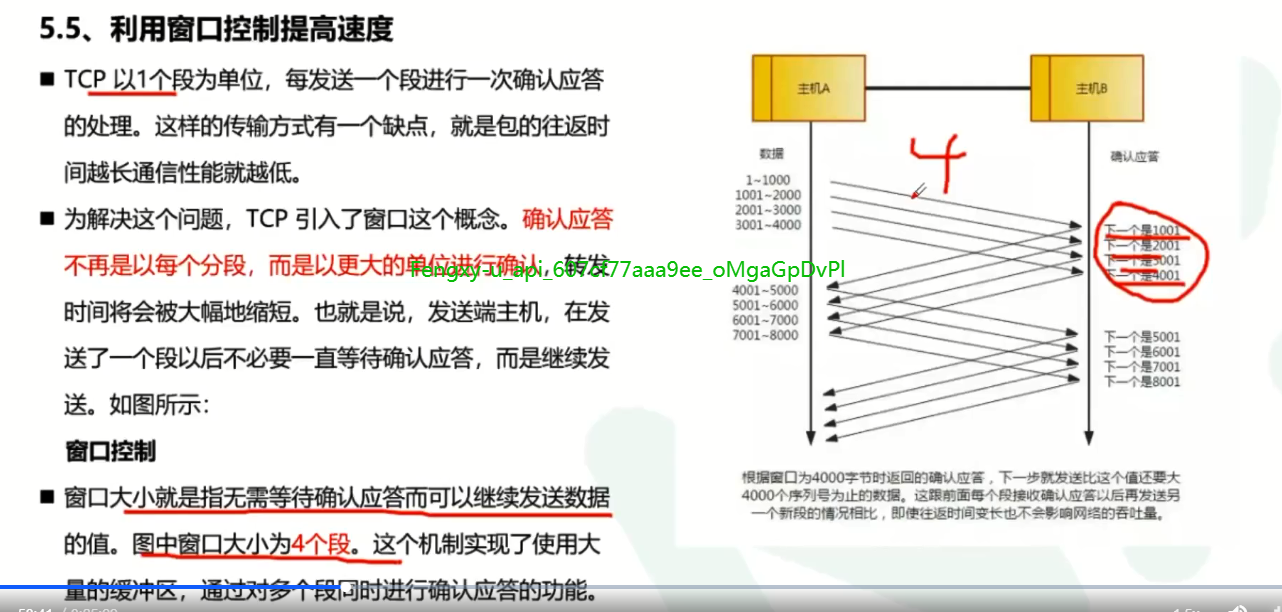 5.5、利用窗口控制提高速度
■ TCP 以1个段为单位，每发送一个段进行一次确认应答
的处理。这样的传输方式有一个缺点，就是包的往返时
间越长通信性能就越低。
■ 为解决这个问题，TCP 引入了窗口这个概念。确认应答
不再是以每个分段，而是以更大的单位进行确认，转发
时间将会被大幅地缩短。也就是说，发送端主机，在发
送了一个段以后不必要一直等待确认应答，而是继续发
送。如图所示：
窗口控制
■ 窗口大小就是指无需等待确认应答而可以继续发送数据
的值。图中窗口大小为4个段。这个机制实现了使用大
量的缓冲区，通过对多个段同时进行确认应答的功能。
主机A
主机B
4
数据
确认应答
1~1000
1001~2000
2001~3000
3001~4000
下一个是1001
下一个是2001
下一个是3001
下一个是4001
4001~5000
5001~6000
6001~7000
7001~8000
下一个是5001
下一个是6001
下一个是7001
下一个是8001
根据窗口为4000字节时返回的确认应答，下一步就发送比这个值还要大
4000个序列号为止的数据。这跟前面每个段接收确认应答以后再发送另
一个新段的情况相比，即使往返时间变长也不会影响网络的吞吐量。